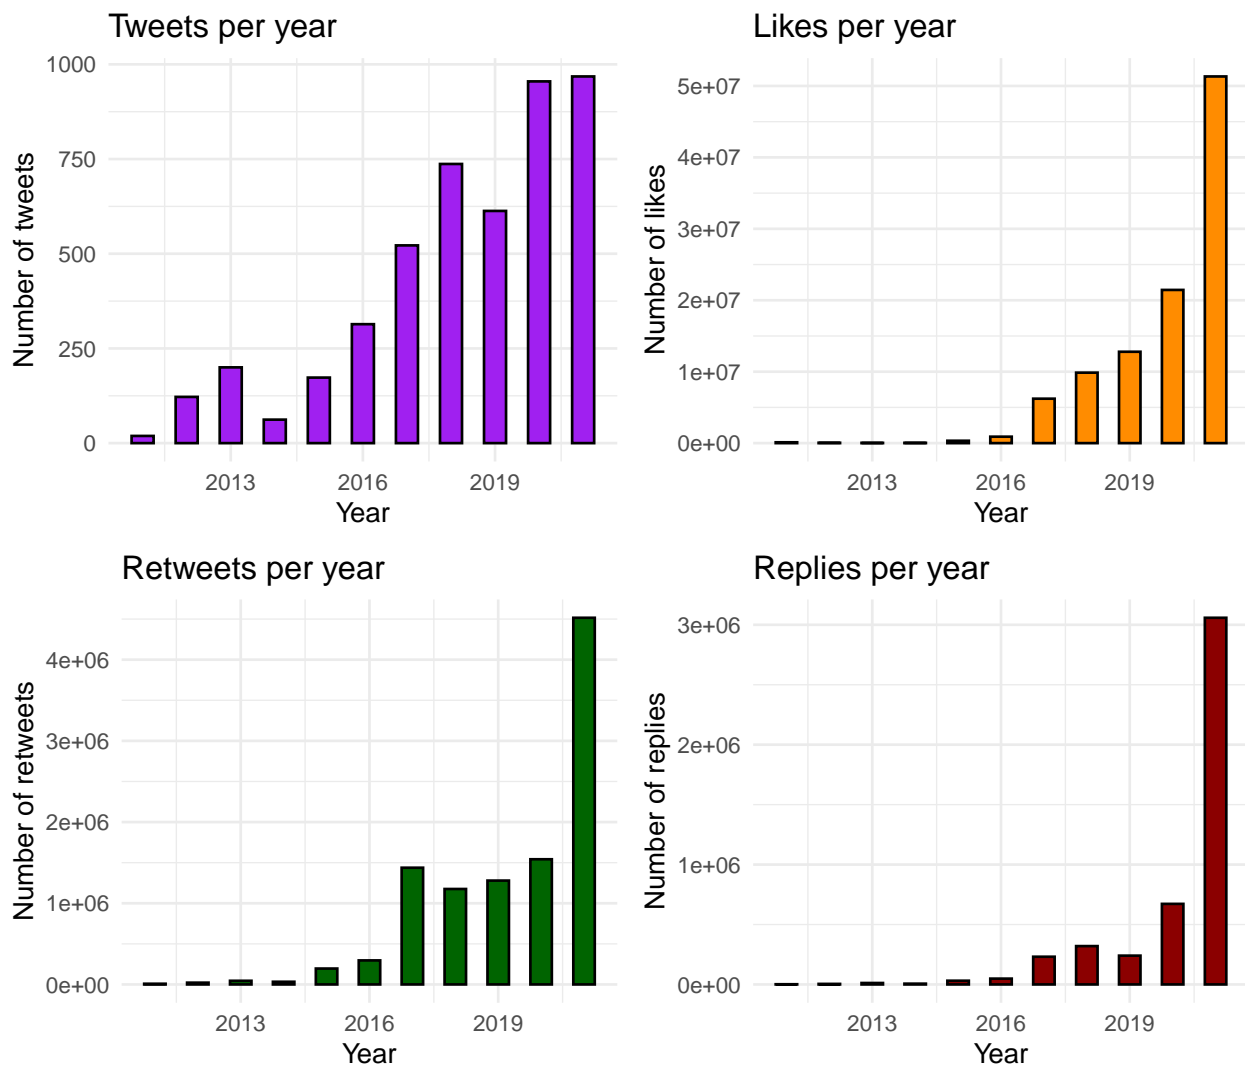 Tweets per year
Number of tweets
1000
750
500
250
0
2013 2016 2019
Year
Likes per year
Number of likes
5e+07
4e+07
3e+07
2e+07
1e+07
0e+00
2013 2016 2019
Year
Retweets per year
Number of retweets
4e+06
3e+06
2e+06
1e+06
0e+00
2013 2016 2019
Year
Replies per year
Number of replies
3e+06
2e+06
1e+06
0e+00
2013 2016 2019
Year